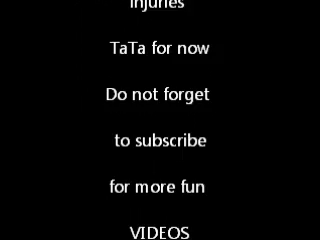 injuries
TaTa for now
Do not forget
to subscribe
for more fun
VIDEOS